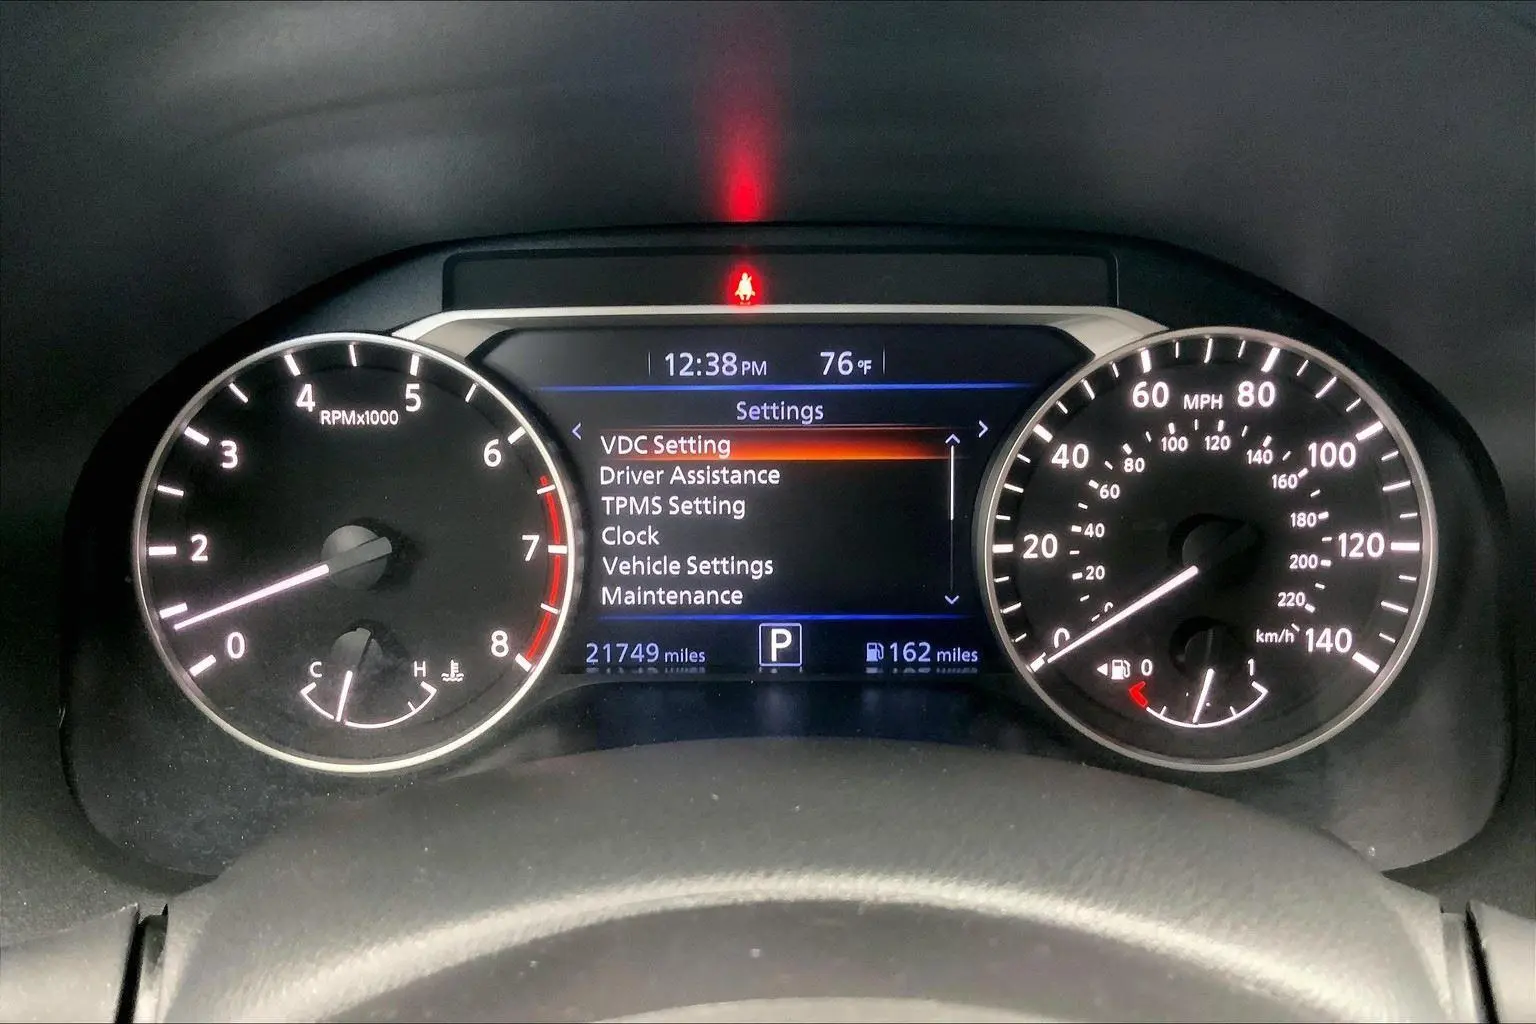 12:38 PM 76°F
Settings
VDC Setting
Driver Assistance
TPMS Setting
Clock
Vehicle Settings
Maintenance
21749 miles P 162 miles
0 2 3 4 5 6 7 8
RPMx1000
C H
0 20 40 60 80 100 120 140
MPH
0 20 40 60 80 100 120 140 160 180 200 220
km/h
0 1